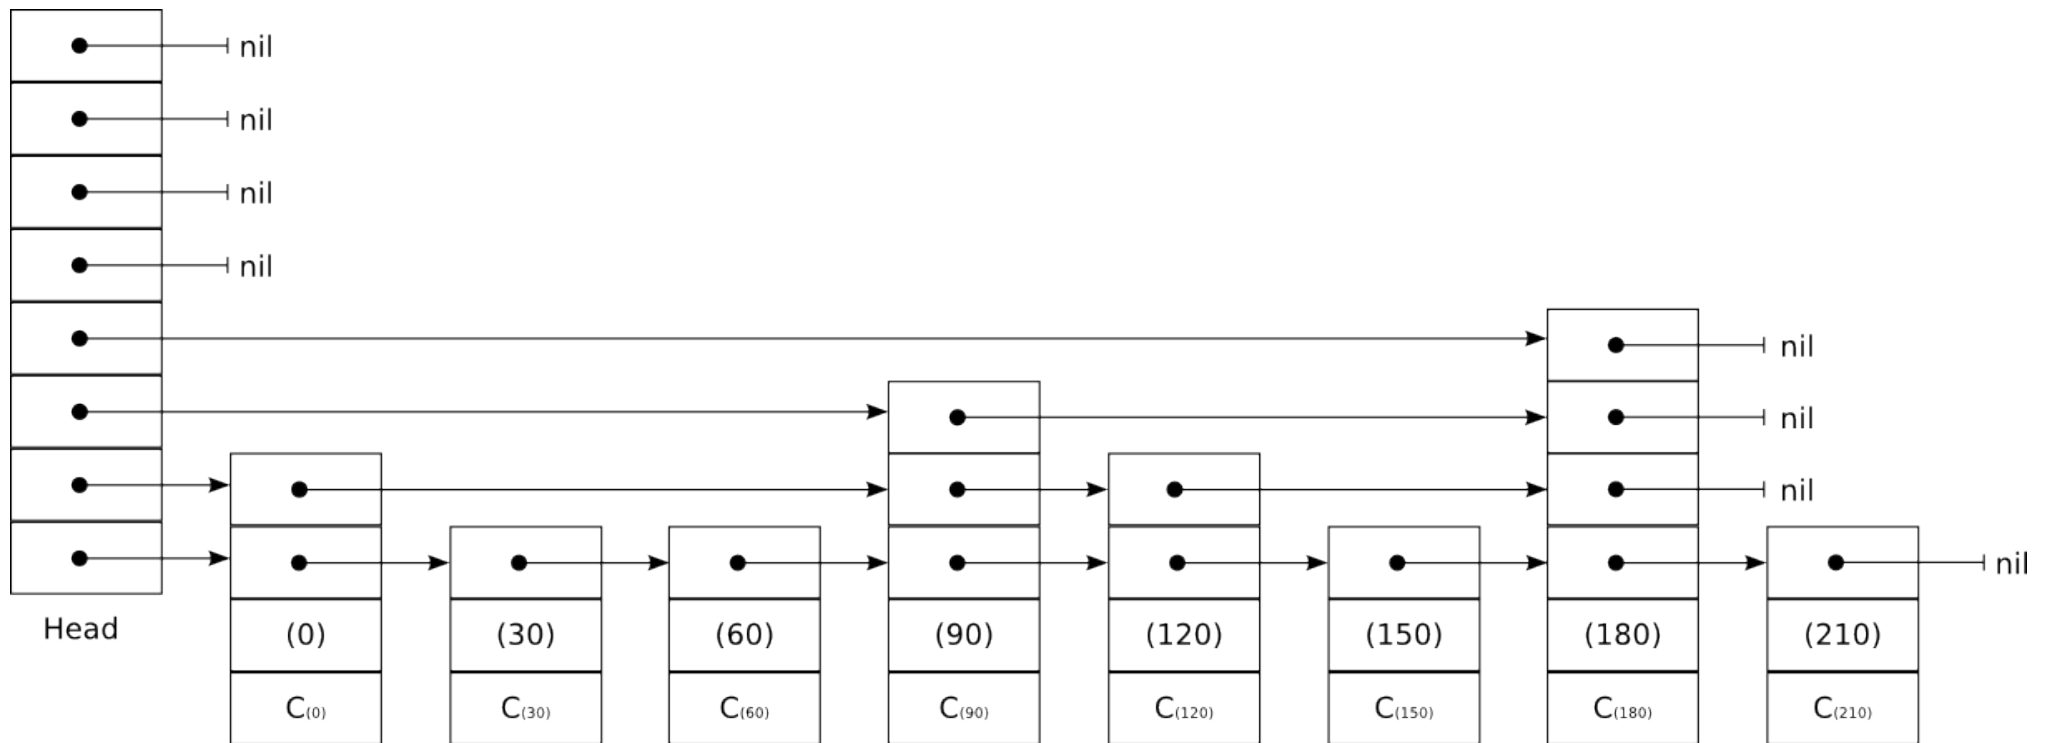 nil
nil
nil
nil
nil
nil
nil
nil
Head
(0) (30) (60) (90) (120) (150) (180) (210)
C(0) C(30) C(60) C(90) C(120) C(150) C(180) C(210)